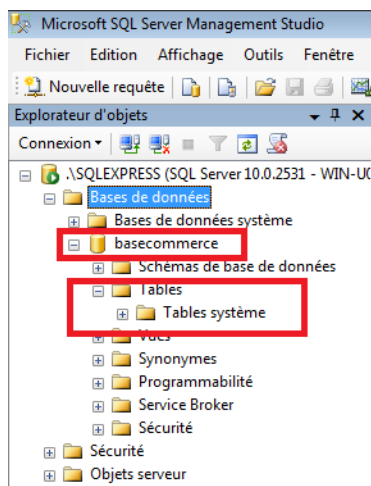 Microsoft SQL Server Management Studio
Fichier Edition Affichage Outils Fenêtre
Nouvelle requête
Explorateur d'objets
Connexion
.\SQLEXPRESS (SQL Server 10.0.2531 - WIN-U
Bases de données
Bases de données système
basecommerce
Schémas de base de données
Tables
Tables système
Vues
Synonymes
Programmabilité
Service Broker
Sécurité
Sécurité
Objets serveur